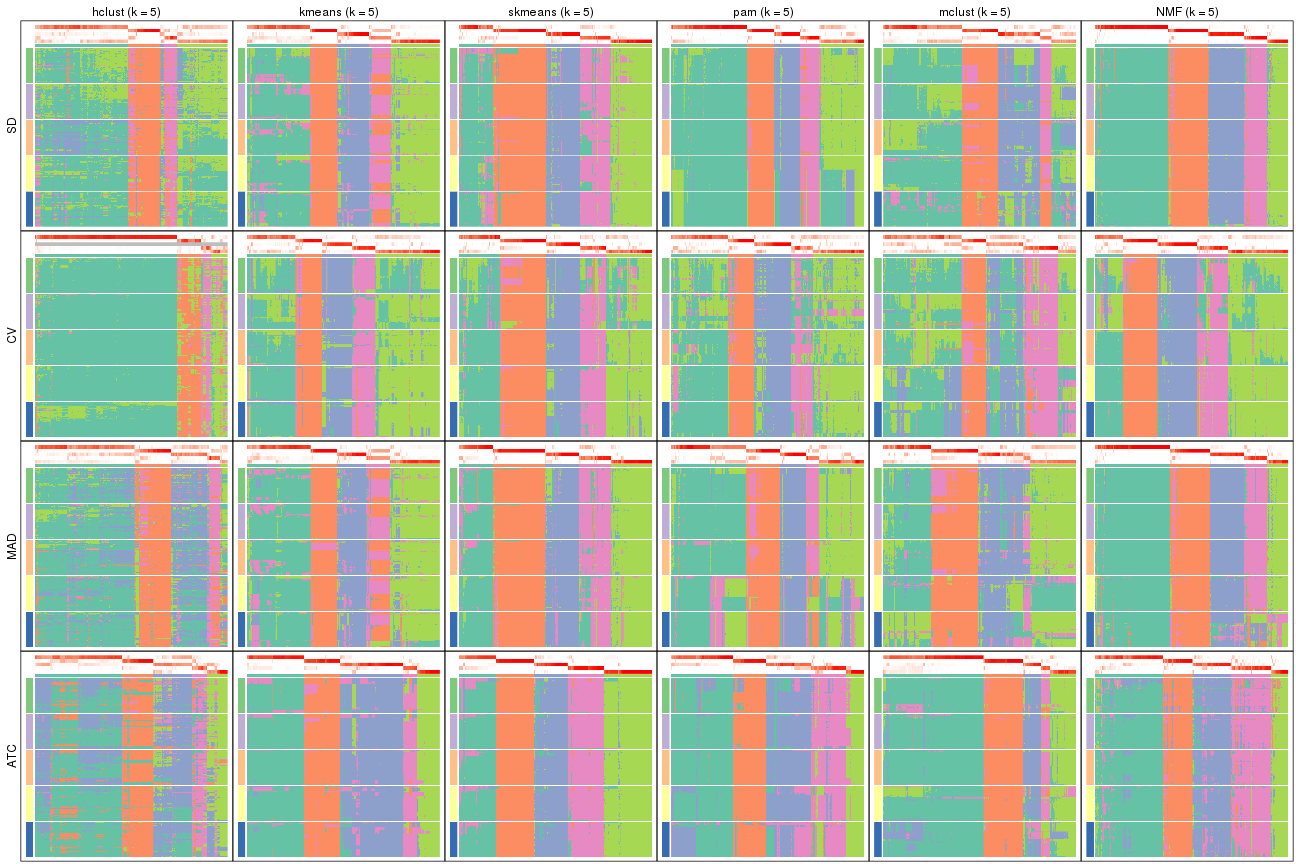 hclust (k = 5) kmeans (k = 5) skmeans (k = 5) pam (k = 5) mclust (k = 5) NMF (k = 5)
SD
CV
MAD
ATC